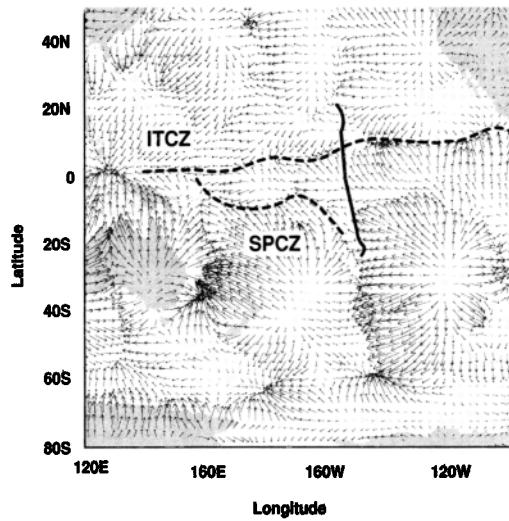 40N
20N
ITCZ
0
SPCZ
20S
40S
60S
80S
Latitude
120E
160E
160W
120W
Longitude